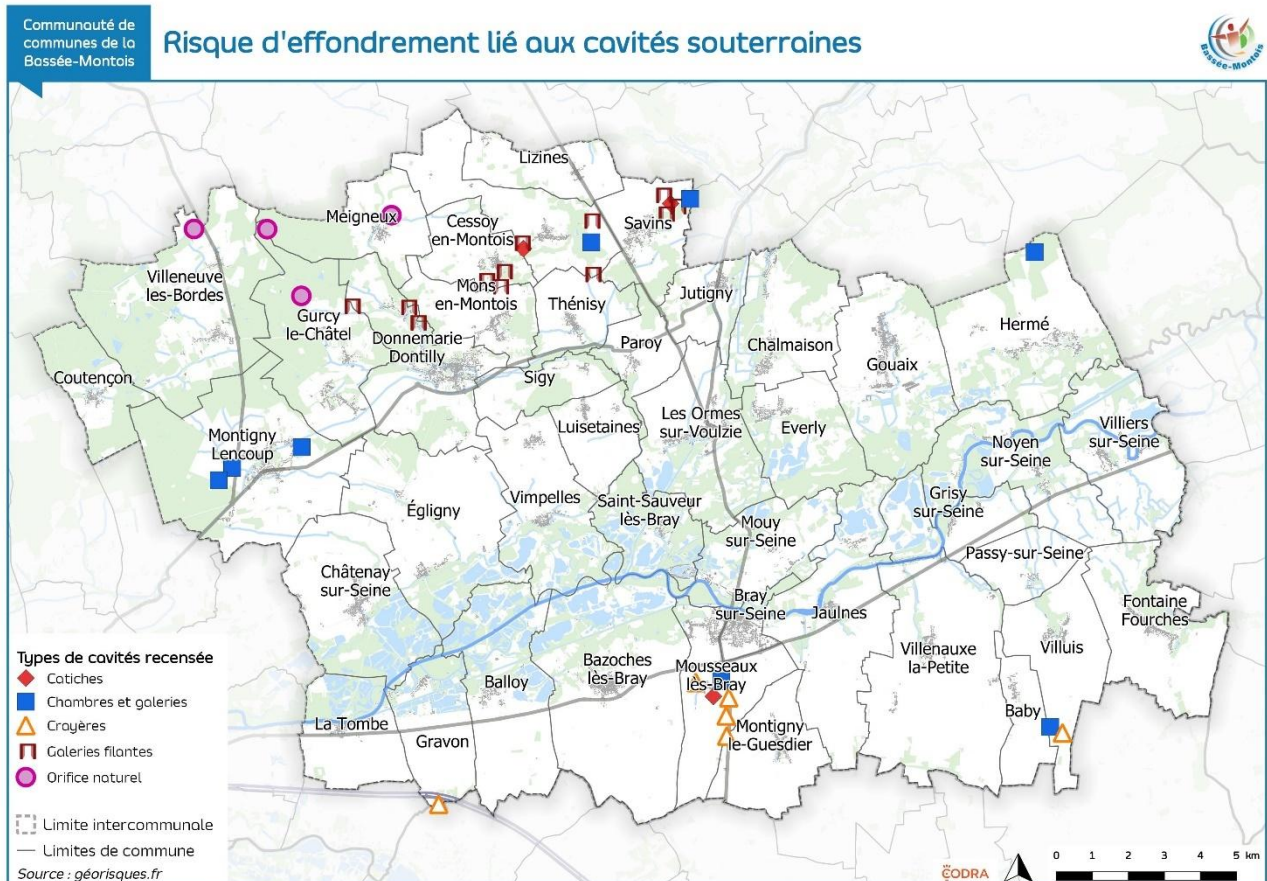 Communauté de
communes de la
Bassée-Montois
Risque d'effondrement lié aux cavités souterraines
Bassée-Montois
Lizines
Meigneux
Cessoy
en-Montois
Savins
Villeneuve
les-Bordes
Mons
en-Montois
Thénisy
Jutigny
Gurcy
le-Châtel
Donnemarie
Dontilly
Paroy
Chalmaison
Hermé
Gouaix
Coutençon
Sigy
Luisetaines
Les Ormes
sur-Voulzie
Everly
Villiers
sur-Seine
Montigny
Lencoup
Noyen
sur-Seine
Égligny
Vimpelles
Saint-Sauveur
lès-Bray
Grisy
sur-Seine
Mouy
sur-Seine
Passy-sur-Seine
Châtenay
sur-Seine
Bray
sur-Seine
Jaulnes
Fontaine
Fourches
Villenauxe
la-Petite
Villuis
Bazoches
lès-Bray
Mousseaux
lès-Bray
Balloy
Baby
La Tombe
Gravon
Montigny
le-Guesdier
Types de cavités recensée
Catiches
Chambres et galeries
Crayères
Galeries filantes
Orifice naturel
Limite intercommunale
Limites de commune
Source : géorisques.fr
CODRA
0 1 2 3 4 5 km